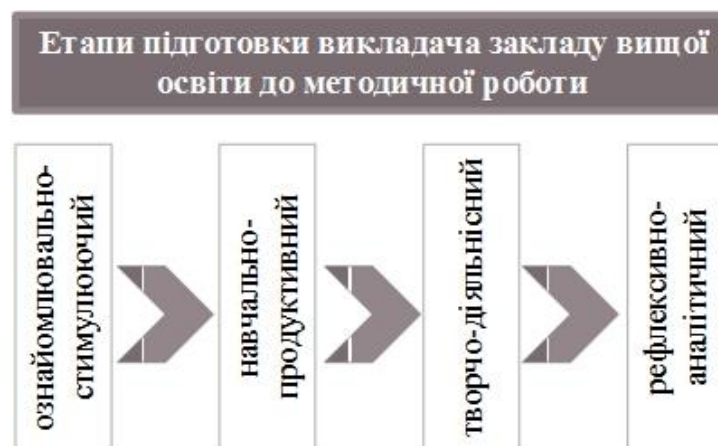 Етапи підготовки викладача закладу вищої
освіти до методичної роботи
ознайомлювально-
стимулюючий
навчально-
продуктивний
творчо-діяльнісний
рефлексивно-
аналітичний